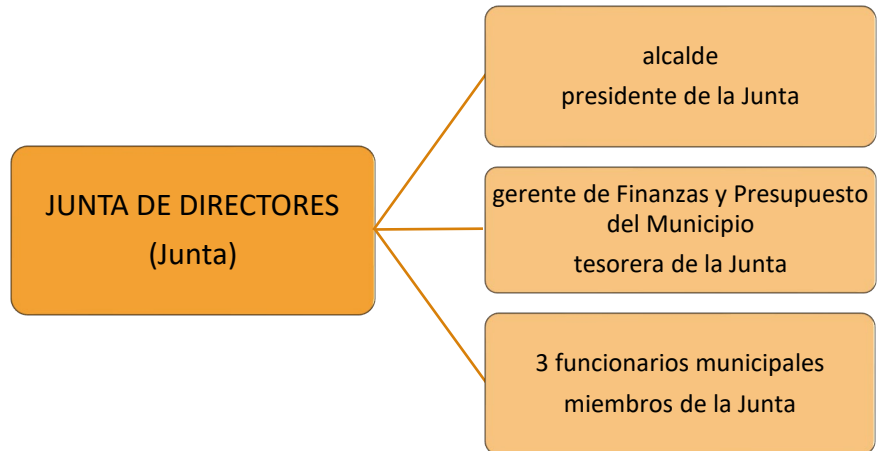 JUNTA DE DIRECTORES
(Junta)
alcalde
presidente de la Junta
gerente de Finanzas y Presupuesto
del Municipio
tesorera de la Junta
3 funcionarios municipales
miembros de la Junta